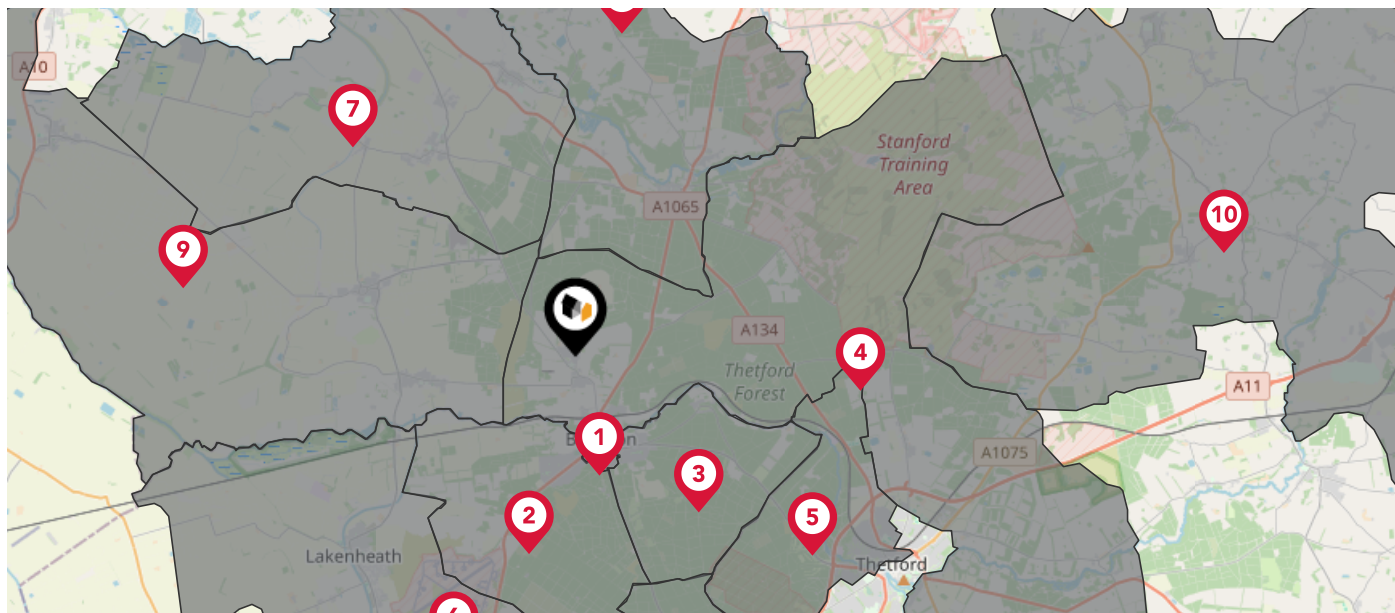 A10
7
Stanford
Training
Area
A1065
10
9
A134
4
Thetford
Forest
A11
1
A1075
3
2
5
Lakenheath
Thetford